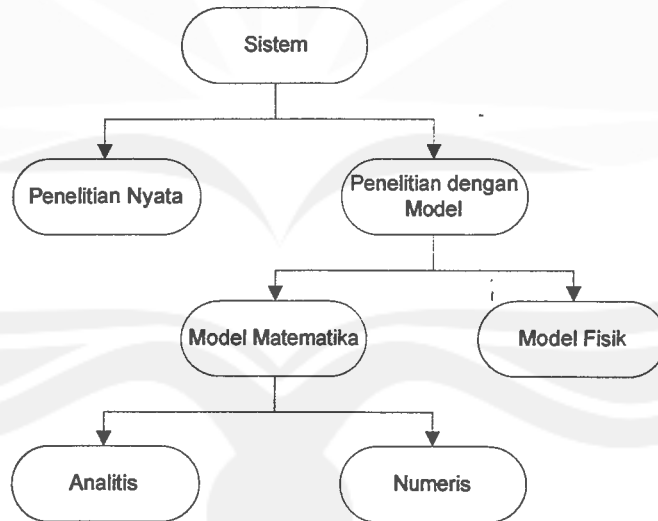 Sistem
Penelitian Nyata
Penelitian dengan
Model
Model Matematika
Model Fisik
Analitis
Numeris